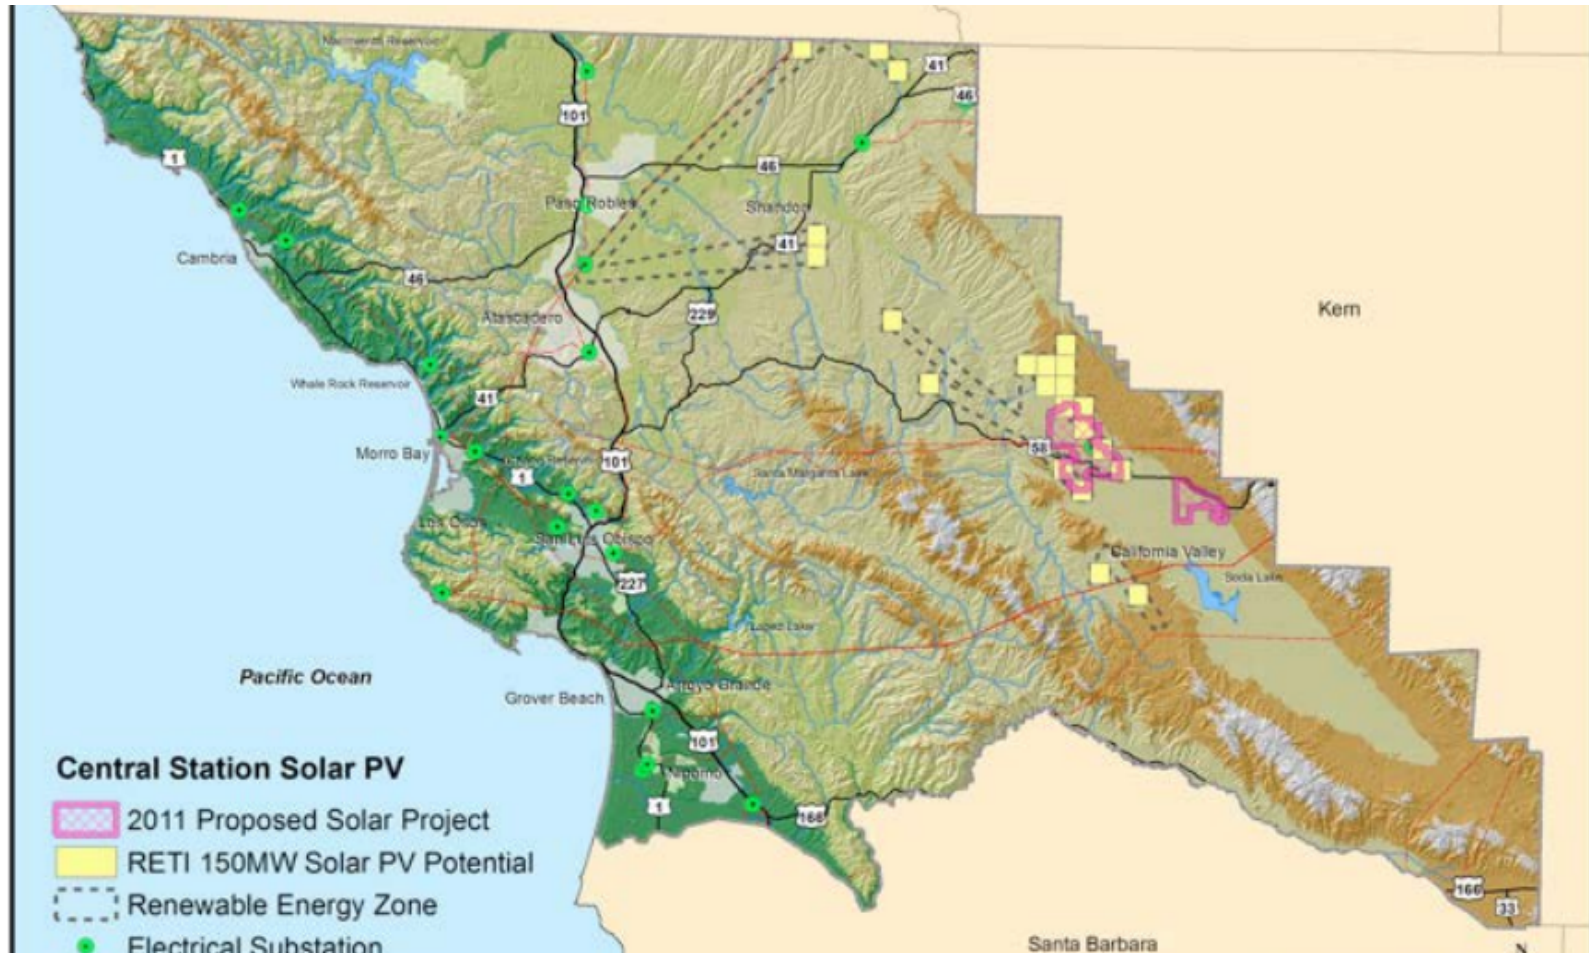 Nacimiento Reservoir
41
46
101
1
46
Paso Robles
Shandon
41
Cambria
46
Kern
229
Atascadero
Whale Rock Reservoir
41
58
Morro Bay
101
Santa Margarita Lake
1
Los Osos
San Luis Obispo
California Valley
227
Soda Lake
Lopez Lake
Pacific Ocean
Arroyo Grande
Grover Beach
101
Nipomo
1
166
Central Station Solar PV
2011 Proposed Solar Project
RETI 150MW Solar PV Potential
Renewable Energy Zone
Electrical Substation
166
33
Santa Barbara
N